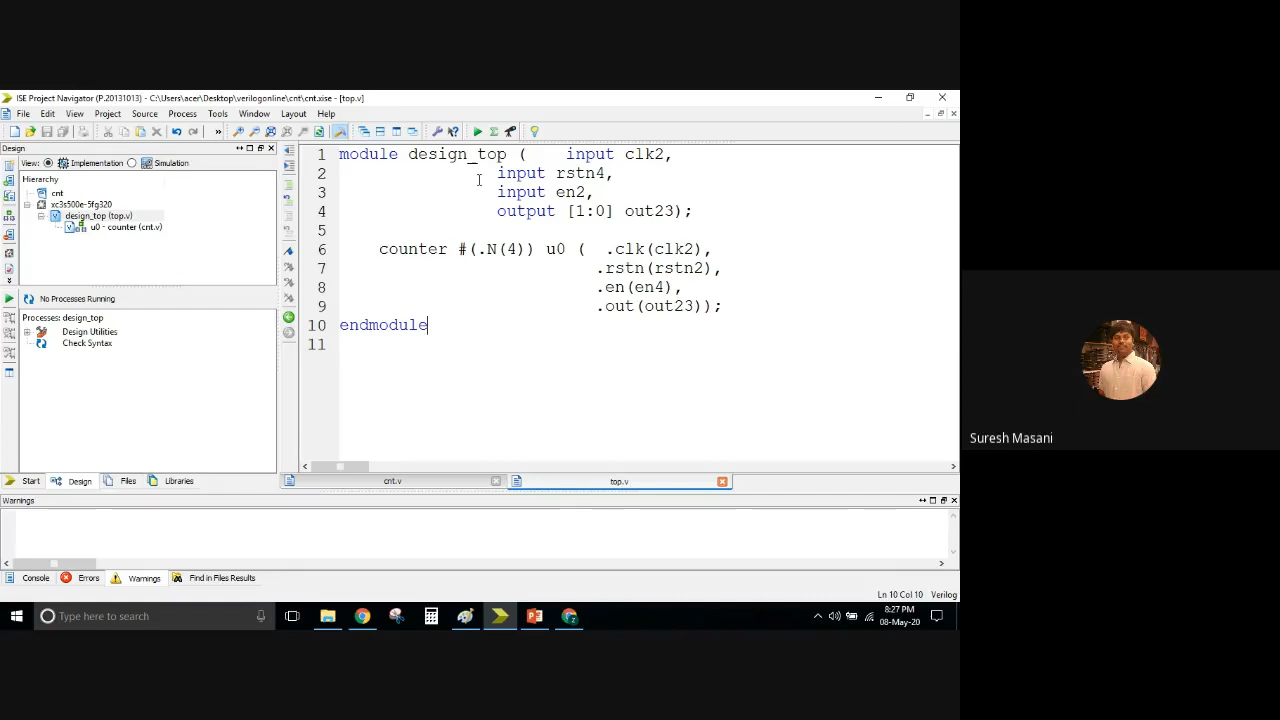 ISE Project Navigator (P.20131013) - C:\Users\acer\Desktop\verilogonline\cnt\cnt.xise - [top.v]
File Edit View Project Source Process Tools Window Layout Help
Design
View: Implementation Simulation
Hierarchy
cnt
xc3s500e-5fg320
design_top (top.v)
u0 - counter (cnt.v)
No Processes Running
Processes: design_top
Design Utilities
Check Syntax
Start Design Files Libraries
1 module design_top ( input clk2,
2 input rstn4,
3 input en2,
4 output [1:0] out23);
5
6 counter #(.N(4)) u0 ( .clk(clk2),
7 .rstn(rstn2),
8 .en(en4),
9 .out(out23));
10 endmodule
11
cnt.v top.v
Warnings
Console Errors Warnings Find in Files Results
Ln 10 Col 10 Verilog
Type here to search
8:27 PM
08-May-20
Suresh Masani